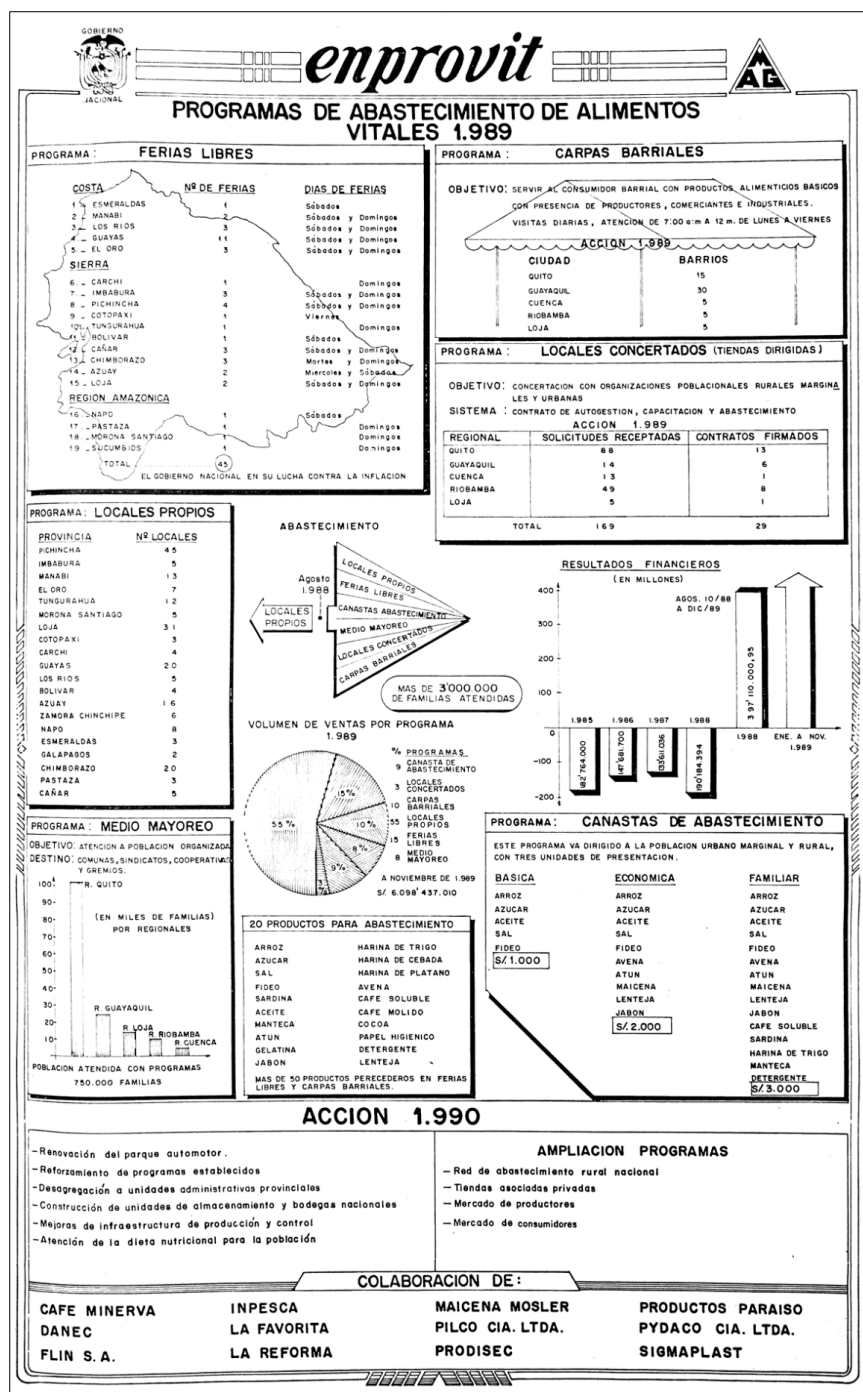 GOBIERNO
NACIONAL
enprovit
MAG
PROGRAMAS DE ABASTECIMIENTO DE ALIMENTOS
VITALES 1.989
PROGRAMA : FERIAS LIBRES
COSTA Nº DE FERIAS DIAS DE FERIAS
1 _ ESMERALDAS 1 Sábados
2 _ MANABI 2 Sábados y Domingos
3 _ LOS RIOS 3 Sábados y Domingos
4 _ GUAYAS 11 Sábados y Domingos
5 _ EL ORO 3 Sábados y Domingos
SIERRA
6 _ CARCHI 1 Domingos
7 _ IMBABURA 3 Sábados y Domingos
8 _ PICHINCHA 4 Sábados y Domingos
9 _ COTOPAXI 1 Viernes
10 _ TUNGURAHUA 1 Domingos
11 _ BOLIVAR 1 Sábados
12 _ CAÑAR 3 Sábados y Domingos
13 _ CHIMBORAZO 3 Martes y Domingos
14 _ AZUAY 2 Miercoles y Sábados
15 _ LOJA 2 Sábados y Domingos
REGION AMAZONICA
16 _ NAPO 1 Sábados
17 _ PASTAZA 1 Domingos
18 _ MORONA SANTIAGO 1 Domingos
19 _ SUCUMBIOS 1 Domingos
TOTAL 45
EL GOBIERNO NACIONAL EN SU LUCHA CONTRA LA INFLACION
PROGRAMA : CARPAS BARRIALES
OBJETIVO: SERVIR AL CONSUMIDOR BARRIAL CON PRODUCTOS ALIMENTICIOS BASICOS
CON PRESENCIA DE PRODUCTORES, COMERCIANTES E INDUSTRIALES.
VISITAS DIARIAS, ATENCION DE 7:00 a:m A 12 m. DE LUNES A VIERNES
ACCION 1.989
CIUDAD BARRIOS
QUITO 15
GUAYAQUIL 30
CUENCA 5
RIOBAMBA 5
LOJA 5
PROGRAMA : LOCALES CONCERTADOS (TIENDAS DIRIGIDAS)
OBJETIVO: CONCERTACION CON ORGANIZACIONES POBLACIONALES RURALES MARGINA
LES Y URBANAS
SISTEMA : CONTRATO DE AUTOGESTION, CAPACITACION Y ABASTECIMIENTO
ACCION 1.989
REGIONAL SOLICITUDES RECEPTADAS CONTRATOS FIRMADOS
QUITO 88 13
GUAYAQUIL 14 6
CUENCA 13 1
RIOBAMBA 49 8
LOJA 5 1
TOTAL 169 29
PROGRAMA : LOCALES PROPIOS
PROVINCIA Nº LOCALES
PICHINCHA 45
IMBABURA 5
MANABI 13
EL ORO 7
TUNGURAHUA 12
MORONA SANTIAGO 5
LOJA 31
COTOPAXI 3
CARCHI 4
GUAYAS 20
LOS RIOS 5
BOLIVAR 4
AZUAY 16
ZAMORA CHINCHIPE 6
NAPO 8
ESMERALDAS 3
GALAPAGOS 2
CHIMBORAZO 20
PASTAZA 3
CAÑAR 5
ABASTECIMIENTO
Agosto
1.988
LOCALES
PROPIOS
LOCALES PROPIOS
FERIAS LIBRES
CANASTAS ABASTECIMIENTO
MEDIO MAYOREO
LOCALES CONCERTADOS
CARPAS BARRIALES
MAS DE 3'000.000
DE FAMILIAS ATENDIDAS
RESULTADOS FINANCIEROS
(EN MILLONES)
400
300
200
100
0
-100
-200
AGOS. 10/88
A DIC/89
1.985
1.986
1.987
1.988
182'764.000
147'681.700
133'611.036
190'184.394
397'110.000,95
1.988
ENE. A NOV.
1.989
VOLUMEN DE VENTAS POR PROGRAMA
1.989
55 %
15%
10%
8%
9%
3 %
% PROGRAMAS
9 CANASTA DE
ABASTECIMIENTO
3 LOCALES
CONCERTADOS
10 CARPAS
BARRIALES
55 LOCALES
PROPIOS
15 FERIAS
LIBRES
8 MEDIO
MAYOREO
A NOVIEMBRE DE 1.989
S/. 6.098'437.010
PROGRAMA : MEDIO MAYOREO
OBJETIVO: ATENCION A POBLACION ORGANIZADA
DESTINO: COMUNAS, SINDICATOS, COOPERATIVAS
Y GREMIOS.
100
90
80
70
60
50
40
30
20
10
R. QUITO
(EN MILES DE FAMILIAS)
POR REGIONALES
R. GUAYAQUIL
R. LOJA
R. RIOBAMBA
R. CUENCA
POBLACION ATENDIDA CON PROGRAMAS
750.000 FAMILIAS
20 PRODUCTOS PARA ABASTECIMIENTO
ARROZ HARINA DE TRIGO
AZUCAR HARINA DE CEBADA
SAL HARINA DE PLATANO
FIDEO AVENA
SARDINA CAFE SOLUBLE
ACEITE CAFE MOLIDO
MANTECA COCOA
ATUN PAPEL HIGIENICO
GELATINA DETERGENTE
JABON LENTEJA
MAS DE 50 PRODUCTOS PERECEDEROS EN FERIAS
LIBRES Y CARPAS BARRIALES.
PROGRAMA: CANASTAS DE ABASTECIMIENTO
ESTE PROGRAMA VA DIRIGIDO A LA POBLACION URBANO MARGINAL Y RURAL,
CON TRES UNIDADES DE PRESENTACION.
BASICA ECONOMICA FAMILIAR
ARROZ ARROZ ARROZ
AZUCAR AZUCAR AZUCAR
ACEITE ACEITE ACEITE
SAL SAL SAL
FIDEO FIDEO FIDEO
S/. 1.000 AVENA AVENA
ATUN ATUN
MAICENA MAICENA
LENTEJA LENTEJA
JABON JABON
S/. 2.000 CAFE SOLUBLE
SARDINA
HARINA DE TRIGO
MANTECA
DETERGENTE
S/. 3.000
ACCION 1.990
-Renovación del parque automotor.
-Reforzamiento de programas establecidos
-Desagregación a unidades administrativas provinciales
-Construcción de unidades de almacenamiento y bodegas nacionales
-Mejoras de infraestructura de producción y control
-Atención de la dieta nutricional para la población
AMPLIACION PROGRAMAS
- Red de abastecimiento rural nacional
- Tiendas asociadas privadas
- Mercado de productores
- Mercado de consumidores
COLABORACION DE:
CAFE MINERVA INPESCA MAICENA MOSLER PRODUCTOS PARAISO
DANEC LA FAVORITA PILCO CIA. LTDA. PYDACO CIA. LTDA.
FLIN S.A. LA REFORMA PRODISEC SIGMAPLAST